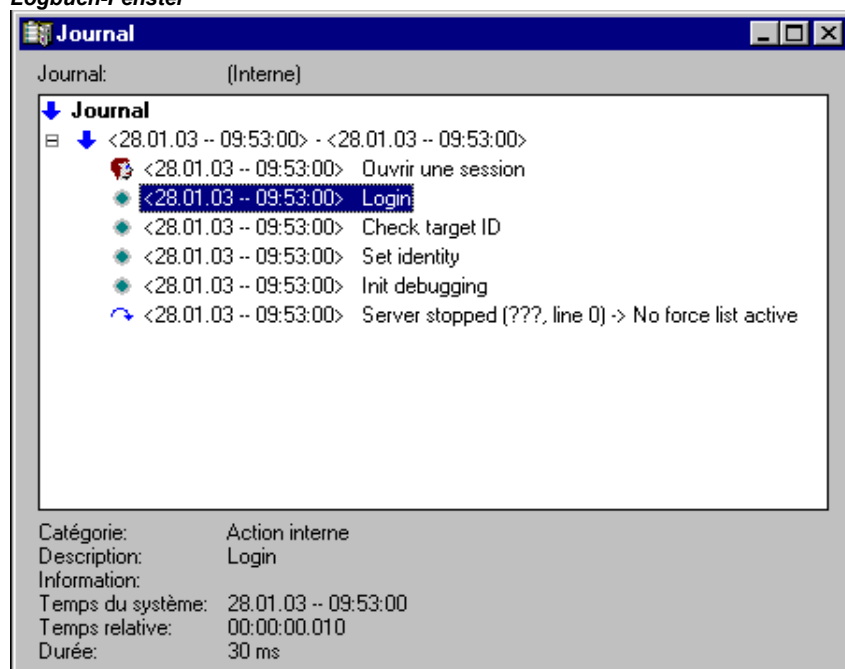 Logbuch-Fenster
Journal
Journal: (Interne)
Journal
<28.01.03 -- 09:53:00> - <28.01.03 -- 09:53:00>
<28.01.03 -- 09:53:00> Ouvrir une session
<28.01.03 -- 09:53:00> Login
<28.01.03 -- 09:53:00> Check target ID
<28.01.03 -- 09:53:00> Set identity
<28.01.03 -- 09:53:00> Init debugging
<28.01.03 -- 09:53:00> Server stopped (???, line 0) -> No force list active
Catégorie: Action interne
Description: Login
Information:
Temps du système: 28.01.03 -- 09:53:00
Temps relative: 00:00:00.010
Durée: 30 ms